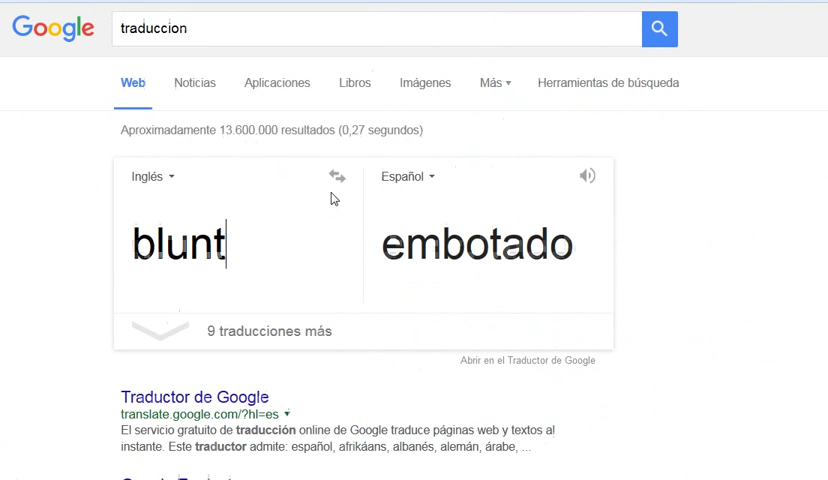 Google traduccion
Web Noticias Aplicaciones Libros Imágenes Más Herramientas de búsqueda
Aproximadamente 13.600.000 resultados (0,27 segundos)
Inglés Español
blunt embotado
9 traducciones más
Abrir en el Traductor de Google
Traductor de Google
translate.google.com/?hl=es
El servicio gratuito de traducción online de Google traduce páginas web y textos al
instante. Este traductor admite: español, afrikáans, albanés, alemán, árabe, ...